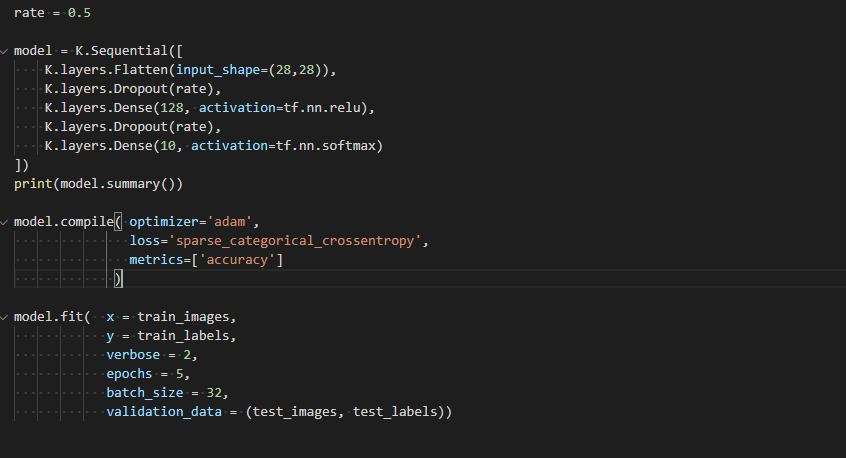 rate = 0.5
model = K.Sequential([
K.layers.Flatten(input_shape=(28,28)),
K.layers.Dropout(rate),
K.layers.Dense(128, activation=tf.nn.relu),
K.layers.Dropout(rate),
K.layers.Dense(10, activation=tf.nn.softmax)
])
print(model.summary())
model.compile( optimizer='adam',
loss='sparse_categorical_crossentropy',
metrics=['accuracy']
)
model.fit(  x = train_images,
y = train_labels,
verbose = 2,
epochs = 5,
batch_size = 32,
validation_data = (test_images, test_labels))